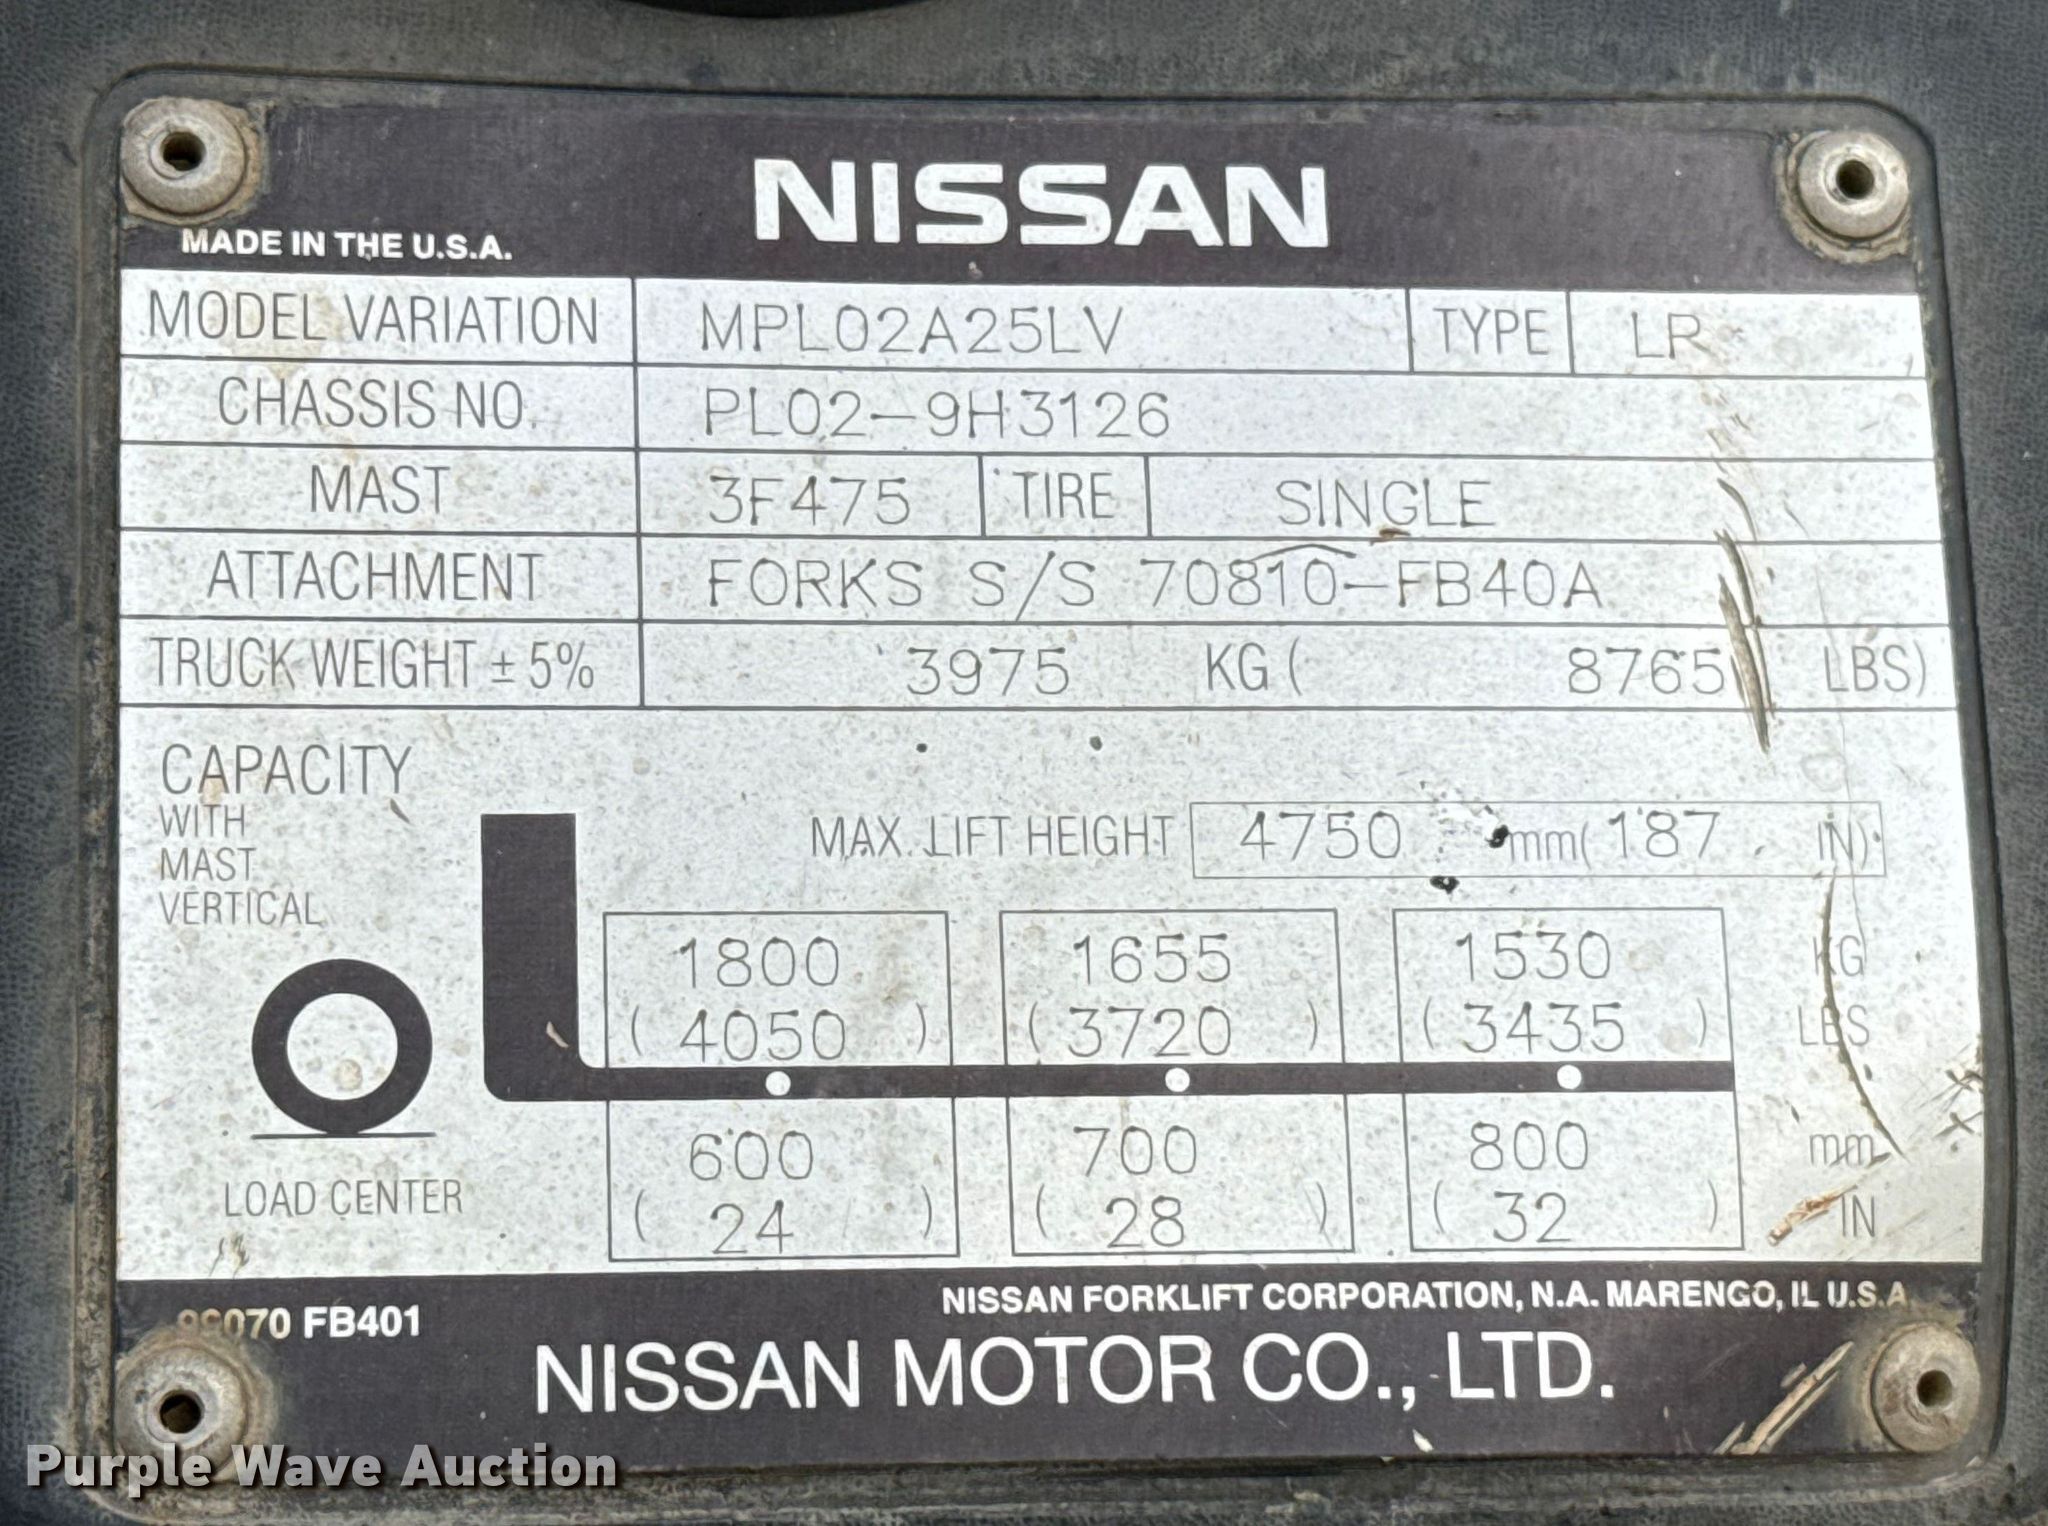 NISSAN
MADE IN THE U.S.A.
MODEL VARIATION MPL02A25LV TYPE LR
CHASSIS NO. PL02-9H3126
MAST 3F475 TIRE SINGLE
ATTACHMENT FORKS S/S 70810-FB40A
TRUCK WEIGHT ± 5% 3975 KG ( 8765 LBS)
CAPACITY
WITH
MAST
VERTICAL
MAX. LIFT HEIGHT 4750 mm( 187 IN)
1800 1655 1530 KG
( 4050 ) ( 3720 ) ( 3435 ) LBS
600 700 800 mm
( 24 ) ( 28 ) ( 32 ) IN
LOAD CENTER
FB401
NISSAN FORKLIFT CORPORATION, N.A. MARENGO, IL U.S.A.
NISSAN MOTOR CO., LTD.
Purple Wave Auction